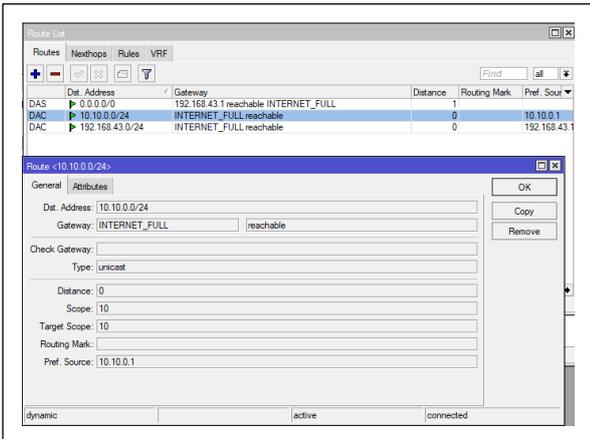 Route List
Routes Nexthops Rules VRF
Find all
Dst. Address Gateway Distance Routing Mark Pref. Sour
DAS 0.0.0.0/0 192.168.43.1 reachable INTERNET_FULL 1
DAC 10.10.0.0/24 INTERNET_FULL reachable 0 10.10.0.1
DAC 192.168.43.0/24 INTERNET_FULL reachable 0 192.168.43.1
Route <10.10.0.0/24>
General Attributes OK
Dst. Address: 10.10.0.0/24 Copy
Gateway: INTERNET_FULL reachable Remove
Check Gateway:
Type: unicast
Distance: 0
Scope: 10
Target Scope: 10
Routing Mark:
Pref. Source: 10.10.0.1
dynamic active connected